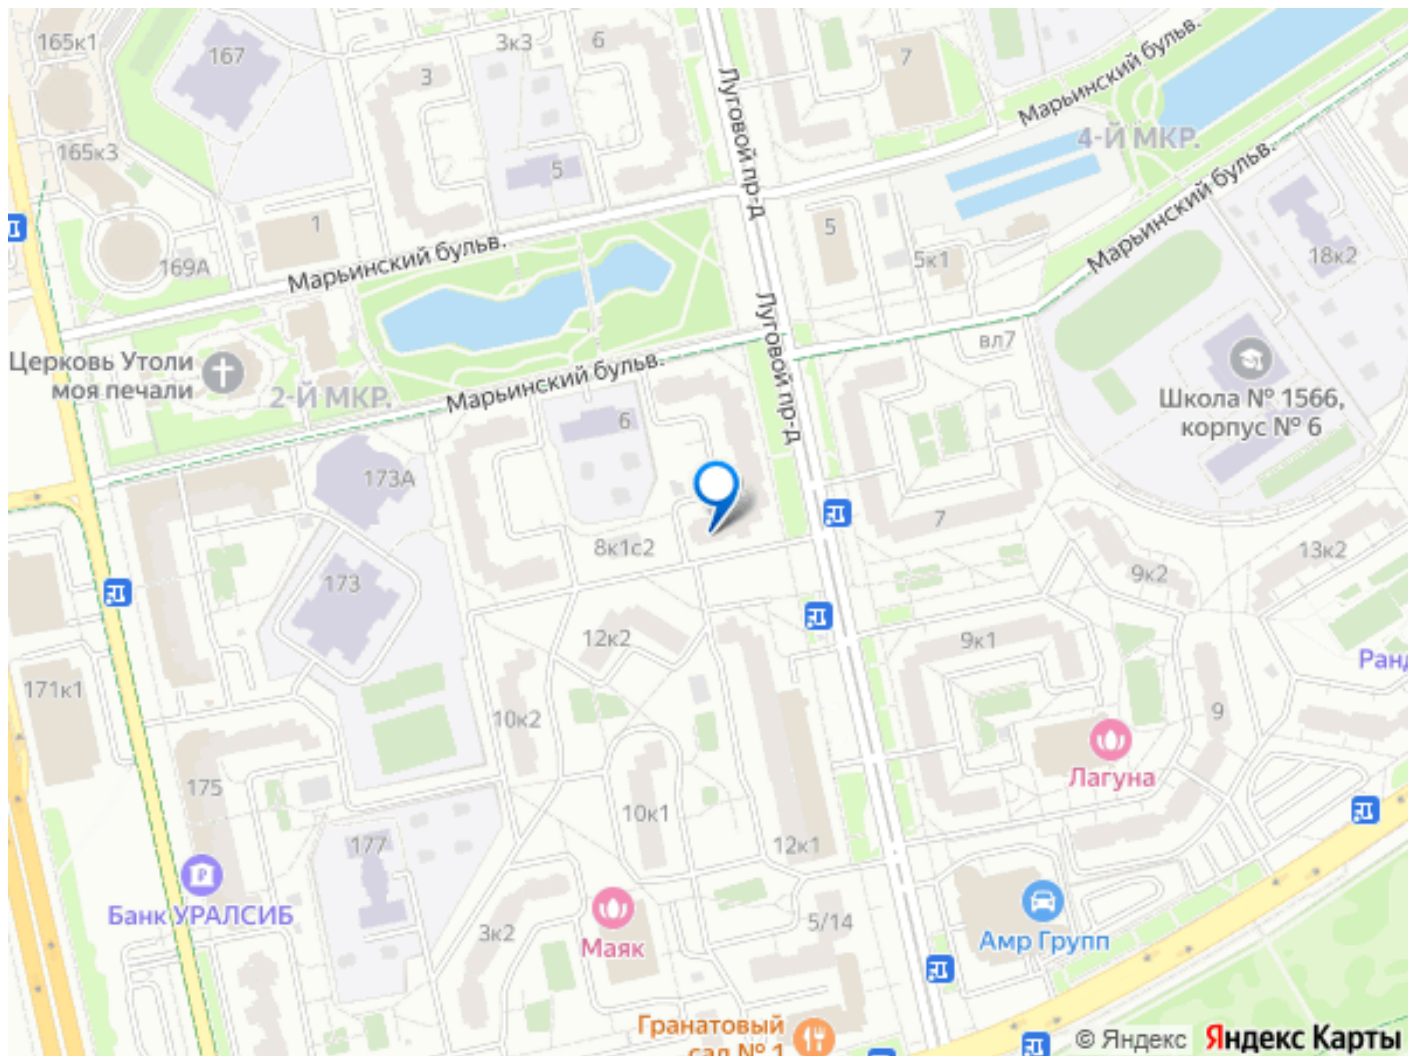 165к1
167
3к3
6
3
7
Луговой пр-д
Марьинский бульв.
4-Й МКР.
165к3
5
Марьинский бульв.
1
169А
Марьинский бульв.
5
5к1
18к2
Луговой пр-д
вл7
Церковь Утоли
моя печали
2-Й МКР.
Марьинский бульв.
Школа № 1566,
корпус № 6
6
173А
7
8к1с2
13к2
9к2
173
12к2
9к1
Ранд
171к1
10к2
9
Лагуна
175
10к1
177
12к1
Банк УРАЛСИБ
3к2
Маяк
5/14
Амр Групп
Гранатовый
сад № 1
© Яндекс Яндекс Карты